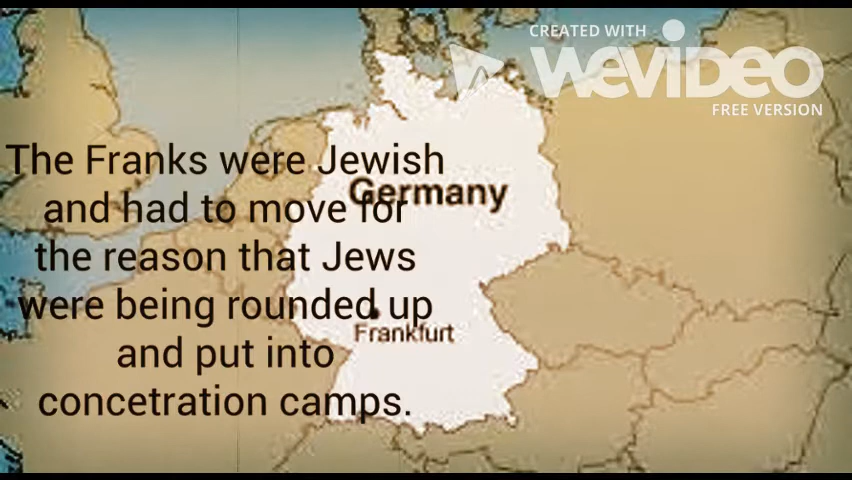 CREATED WITH
WEVIDEO
FREE VERSION
The Franks were Jewish
and had to move for
the reason that Jews
were being rounded up
and put into
concetration camps.
Germany
Frankfurt